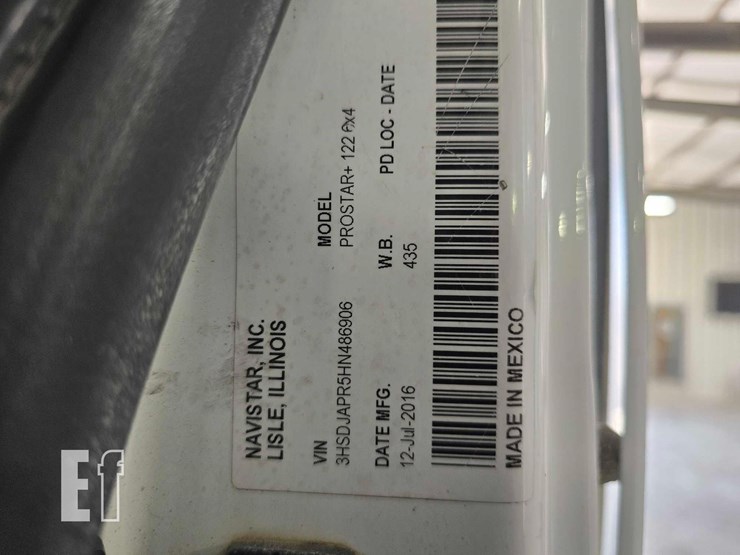 NAVISTAR, INC.
LISLE, ILLINOIS
VIN MODEL
3HSDJAPR5HN486906 PROSTAR+ 122 6x4
DATE MFG. W.B. PD LOC - DATE
12-Jul-2016 435
MADE IN MEXICO
Ef